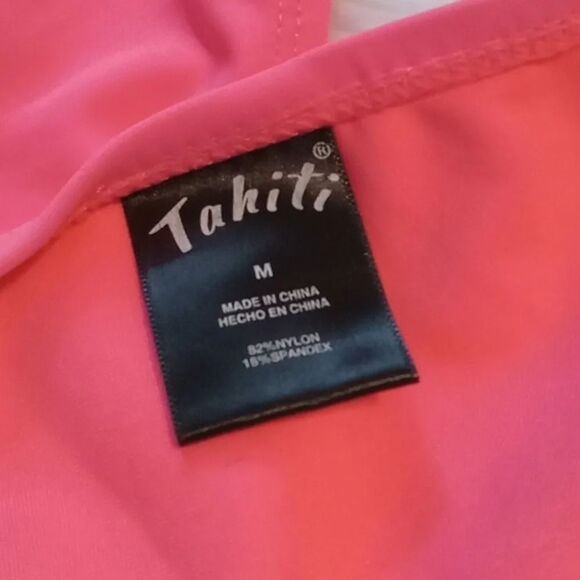 Tahiti®
M
MADE IN CHINA
HECHO EN CHINA
82%NYLON
18%SPANDEX